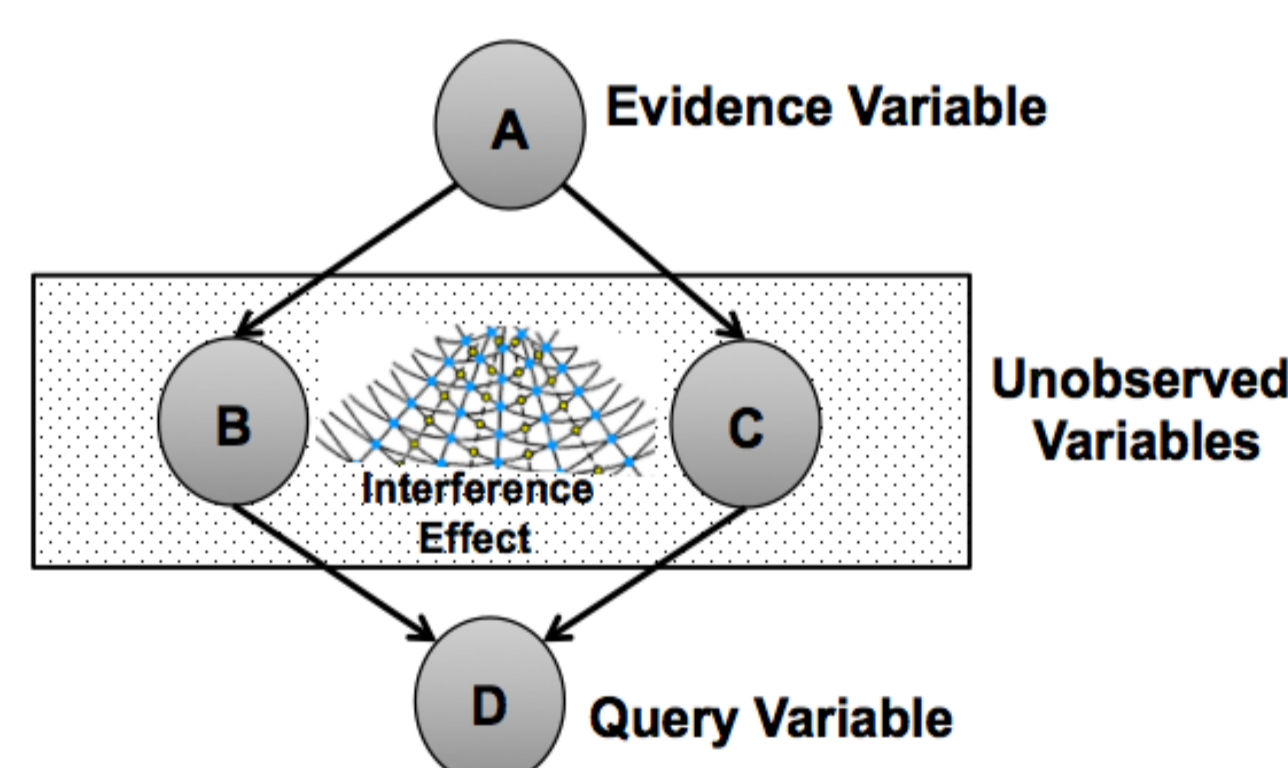 A
Evidence Variable
B
C
Unobserved
Variables
Interference
Effect
D
Query Variable